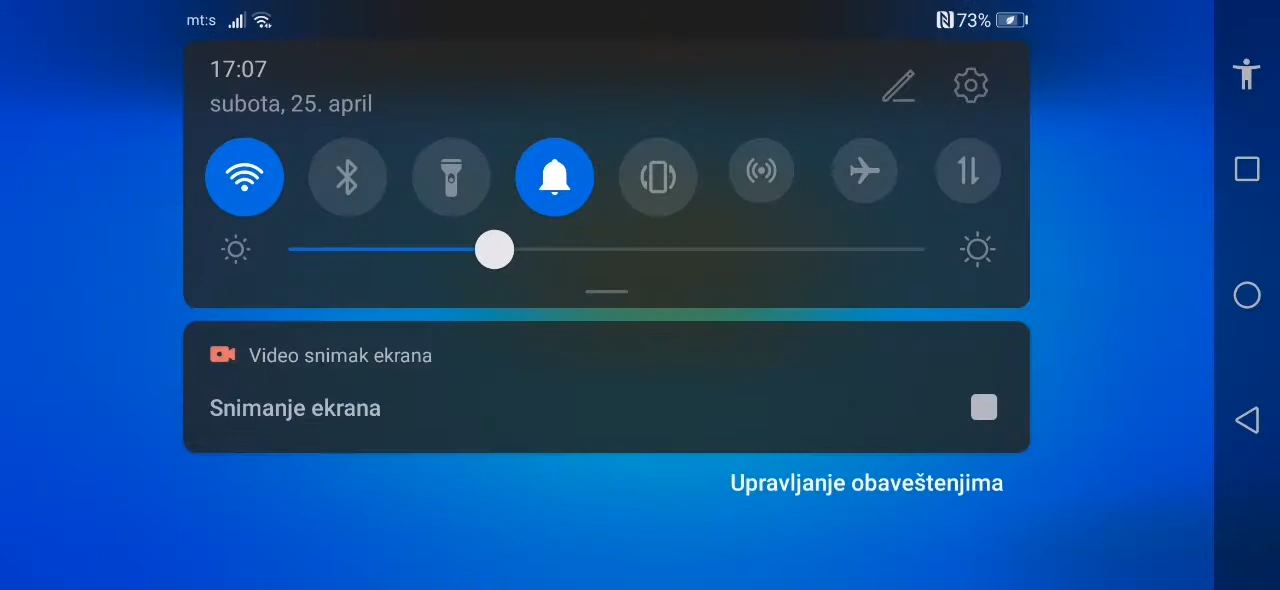 mt:s
73%
17:07
subota, 25. april
Video snimak ekrana
Snimanje ekrana
Upravljanje obaveštenjima